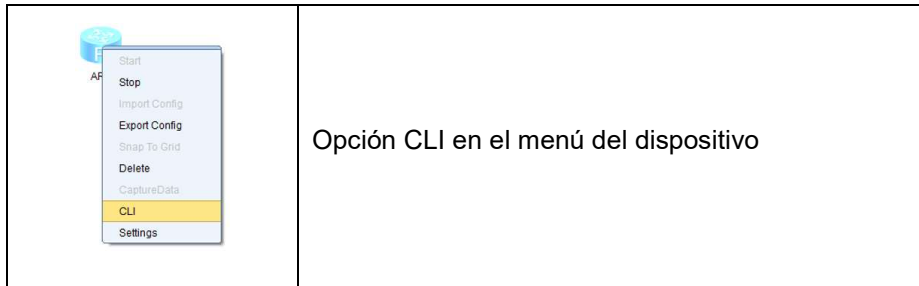 Start
AR
Stop
Import Config
Export Config
Snap To Grid
Delete
CaptureData
CLI
Settings
Opción CLI en el menú del dispositivo